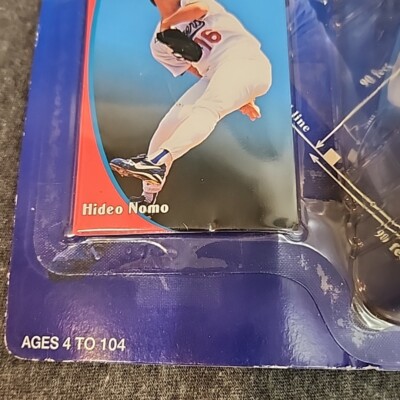 16
90 feet
line
Hideo Nomo
90 fe
AGES 4 TO 104